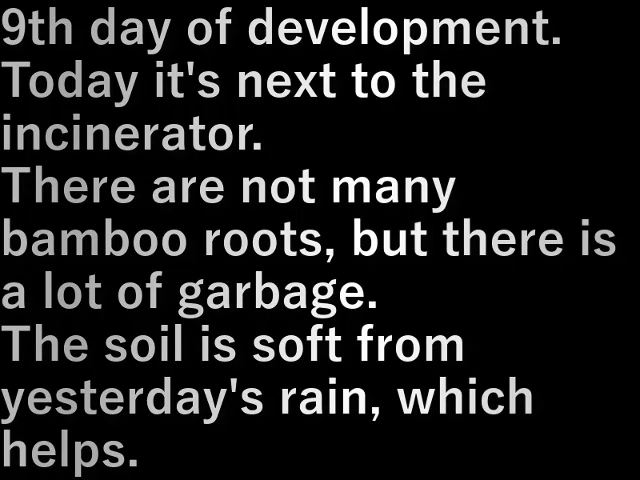 9th day of development.
Today it's next to the
incinerator.
There are not many
bamboo roots, but there is
a lot of garbage.
The soil is soft from
yesterday's rain, which
helps.